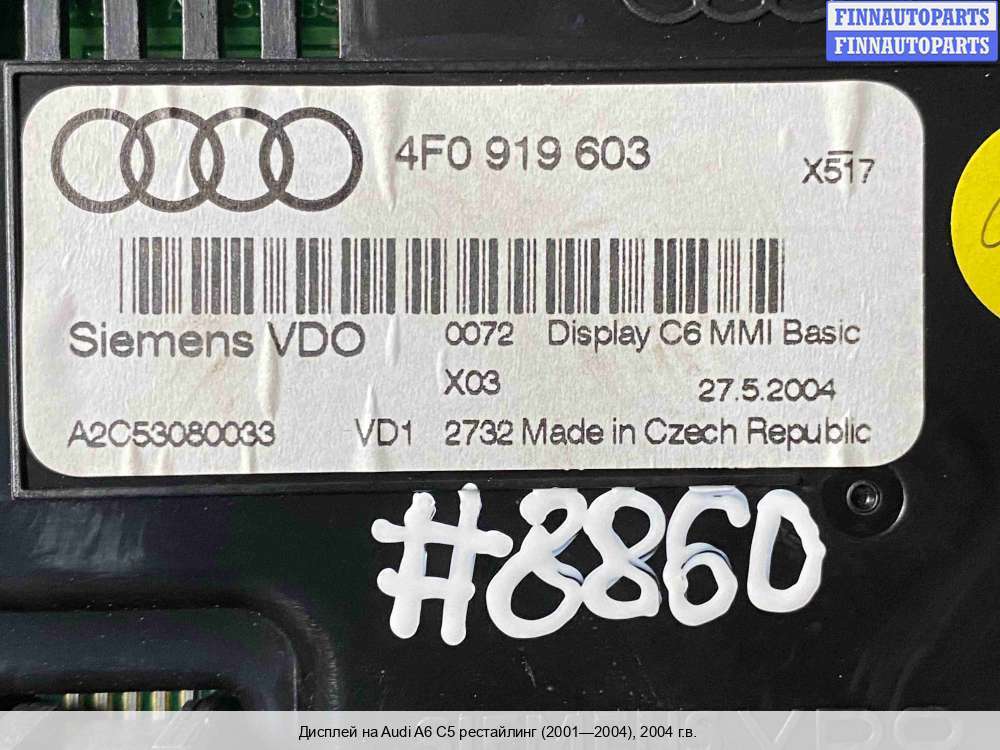 FINNAUTOPARTS
FINNAUTOPARTS
4F0 919 603
X517
Siemens VDO
0072 Display C6 MMI Basic
X03
27.5.2004
A2C53080033 VD1 2732 Made in Czech Republic
#8860
Дисплей на Audi A6 C5 рестайлинг (2001—2004), 2004 г.в.